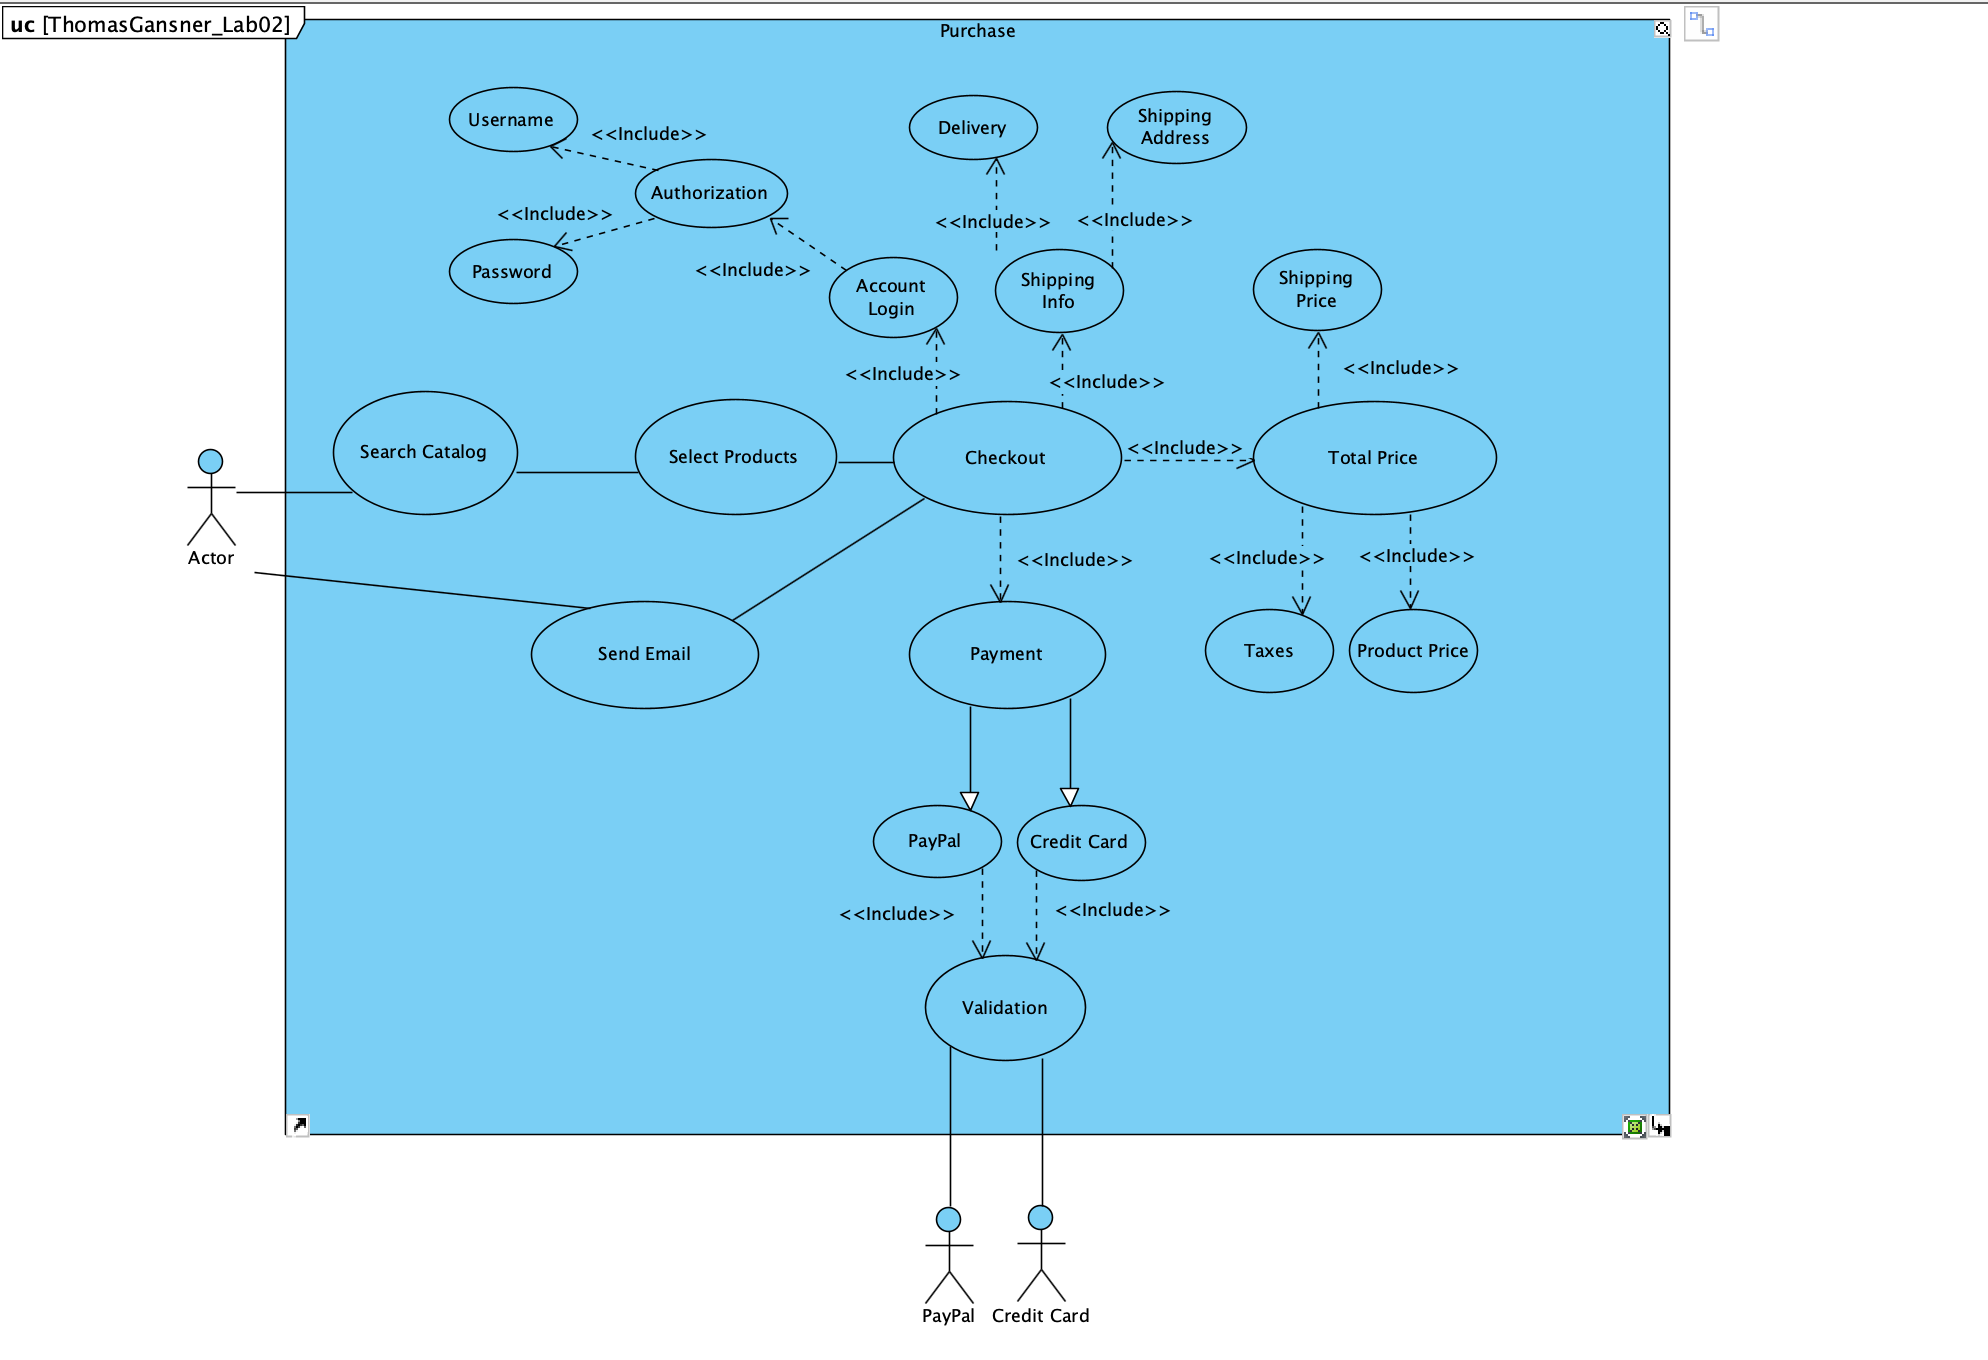 uc [ThomasGansner_Lab02]
Purchase
Username
<<Include>>
Delivery
Shipping
Address
Authorization
<<Include>>
<<Include>>
<<Include>>
Password
<<Include>>
Account
Login
Shipping
Info
Shipping
Price
<<Include>>
<<Include>>
<<Include>>
Search Catalog
Select Products
Checkout
<<Include>>
Total Price
Actor
<<Include>>
<<Include>>
<<Include>>
Send Email
Payment
Taxes
Product Price
PayPal
Credit Card
<<Include>>
<<Include>>
Validation
PayPal
Credit Card